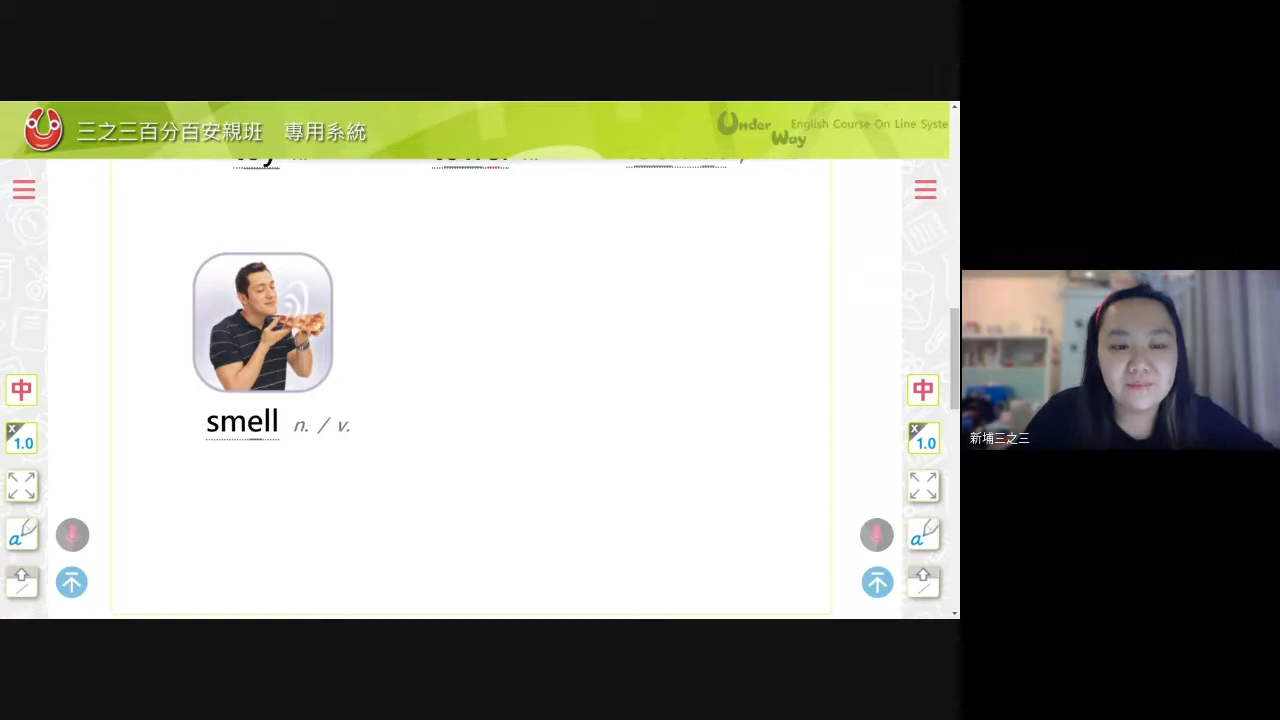 三之三百分百安親班 專用系統
Under Way English Course On Line Syste
smell n. / v.
中
中
x 1.0
x 1.0
a
a
新埔三之三